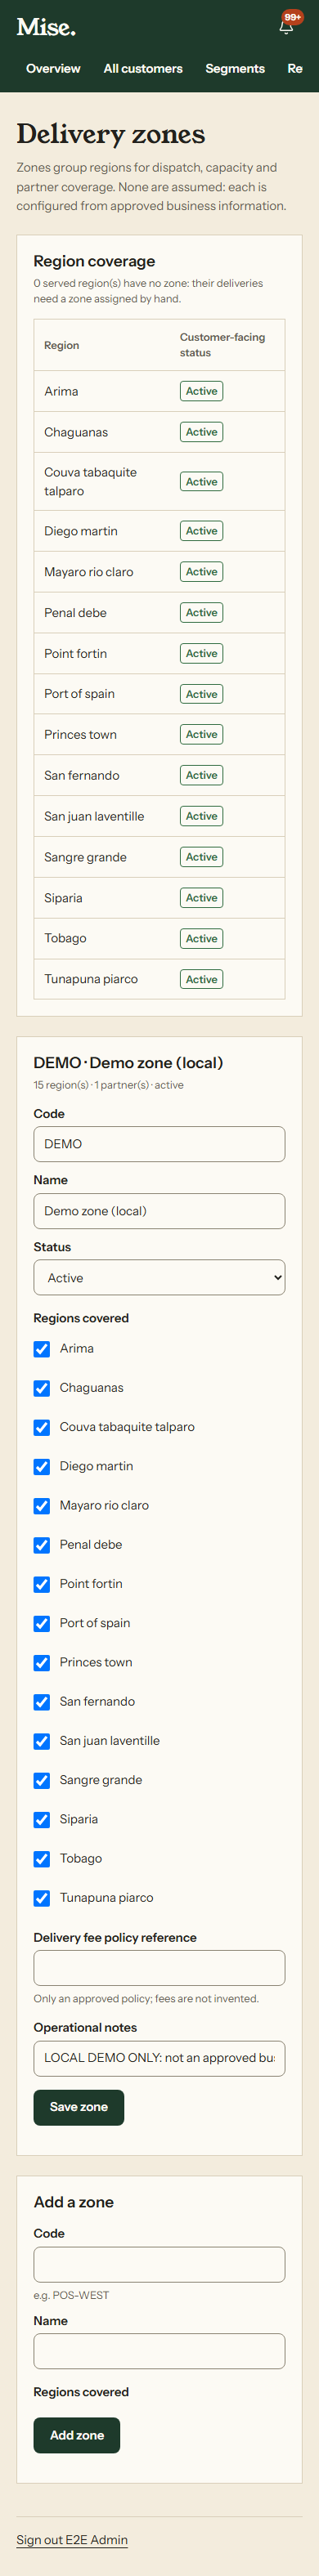 Mise.
99+
Overview All customers Segments Re
Delivery zones
Zones group regions for dispatch, capacity and
partner coverage. None are assumed: each is
configured from approved business information.
Region coverage
0 served region(s) have no zone: their deliveries
need a zone assigned by hand.
Region Customer-facing
status
Arima Active
Chaguanas Active
Couva tabaquite
talparo Active
Diego martin Active
Mayaro rio claro Active
Penal debe Active
Point fortin Active
Port of spain Active
Princes town Active
San fernando Active
San juan laventille Active
Sangre grande Active
Siparia Active
Tobago Active
Tunapuna piarco Active
DEMO · Demo zone (local)
15 region(s) · 1 partner(s) · active
Code
DEMO
Name
Demo zone (local)
Status
Active
Regions covered
Arima
Chaguanas
Couva tabaquite talparo
Diego martin
Mayaro rio claro
Penal debe
Point fortin
Port of spain
Princes town
San fernando
San juan laventille
Sangre grande
Siparia
Tobago
Tunapuna piarco
Delivery fee policy reference
Only an approved policy; fees are not invented.
Operational notes
LOCAL DEMO ONLY: not an approved bus
Save zone
Add a zone
Code
e.g. POS-WEST
Name
Regions covered
Add zone
Sign out E2E Admin